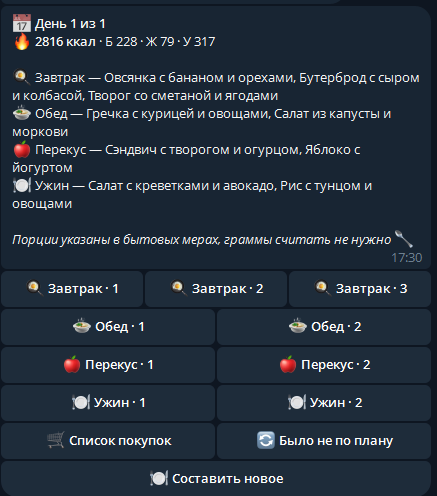 День 1 из 1
2816 ккал · Б 228 · Ж 79 · У 317
Завтрак — Овсянка с бананом и орехами, Бутерброд с сыром
и колбасой, Творог со сметаной и ягодами
Обед — Гречка с курицей и овощами, Салат из капусты и
моркови
Перекус — Сэндвич с творогом и огурцом, Яблоко с
йогуртом
Ужин — Салат с креветками и авокадо, Рис с тунцом и
овощами
Порции указаны в бытовых мерах, граммы считать не нужно
17:30
Завтрак · 1
Завтрак · 2
Завтрак · 3
Обед · 1
Обед · 2
Перекус · 1
Перекус · 2
Ужин · 1
Ужин · 2
Список покупок
Было не по плану
Составить новое